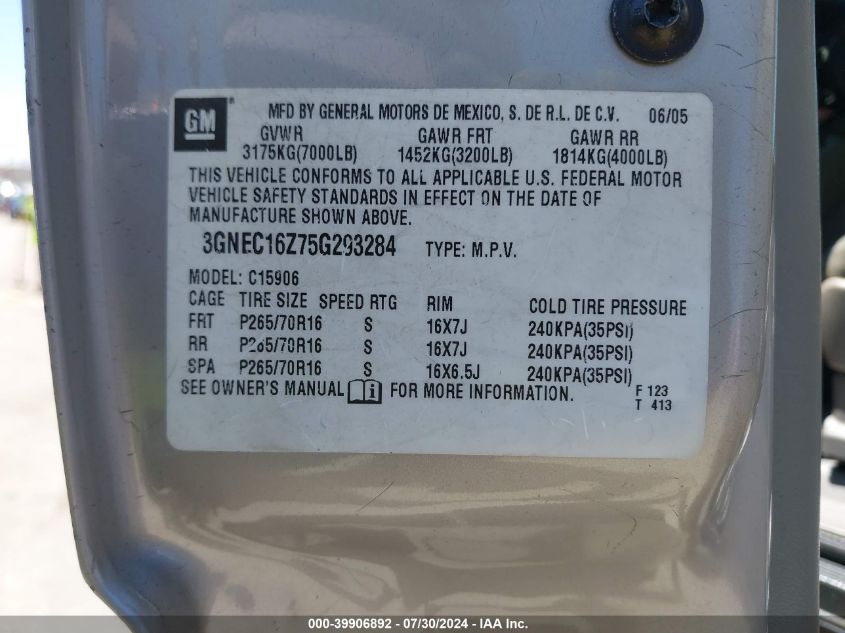 GM ® MFD BY GENERAL MOTORS DE MEXICO, S. DE R.L. DE C.V. 06/05
GVWR GAWR FRT GAWR RR
3175KG(7000LB) 1452KG(3200LB) 1814KG(4000LB)
THIS VEHICLE CONFORMS TO ALL APPLICABLE U.S. FEDERAL MOTOR
VEHICLE SAFETY STANDARDS IN EFFECT ON THE DATE OF
MANUFACTURE SHOWN ABOVE.
3GNEC16Z75G293284 TYPE: M.P.V.
MODEL: C15906
CAGE TIRE SIZE SPEED RTG RIM COLD TIRE PRESSURE
FRT P265/70R16 S 16X7J 240KPA(35PSI)
RR P265/70R16 S 16X7J 240KPA(35PSI)
SPA P265/70R16 S 16X6.5J 240KPA(35PSI)
SEE OWNER'S MANUAL i FOR MORE INFORMATION. F 123
T 413
000-39906892 - 07/30/2024 - IAA Inc.